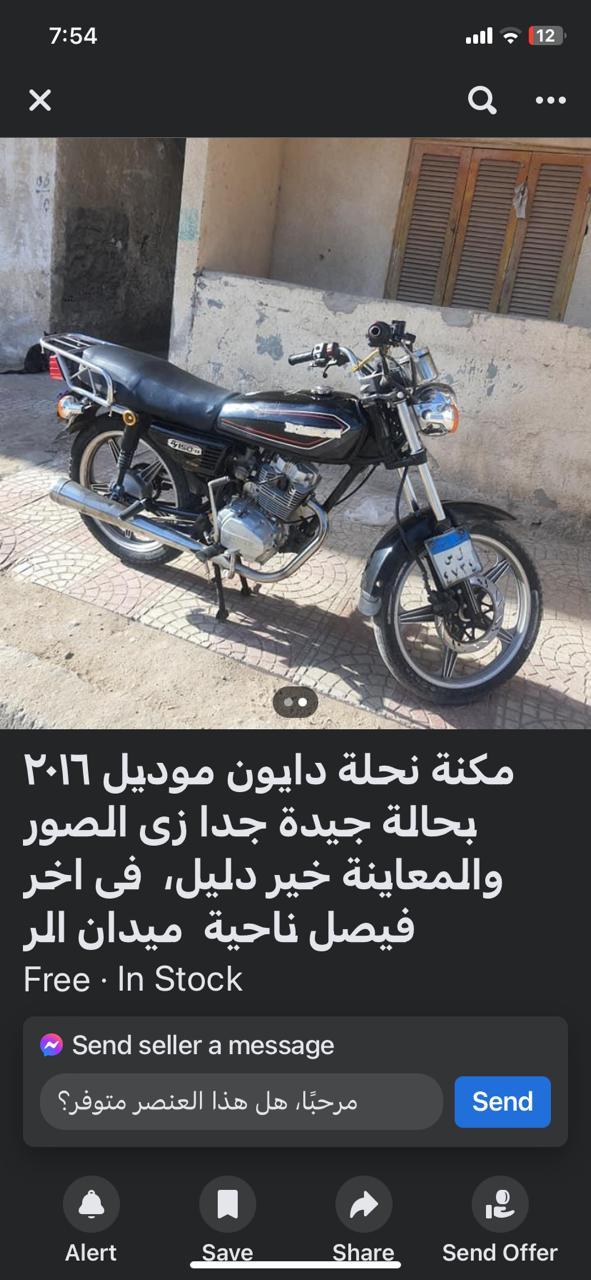 7:54
12
مكنة نحلة دايون موديل ٢٠١٦
بحالة جيدة جدا زى الصور
والمعاينة خير دليل، فى اخر
فيصل ناحية ميدان الر
Free · In Stock
Send seller a message
مرحبًا، هل هذا العنصر متوفر؟
Send
Alert
Save
Share
Send Offer